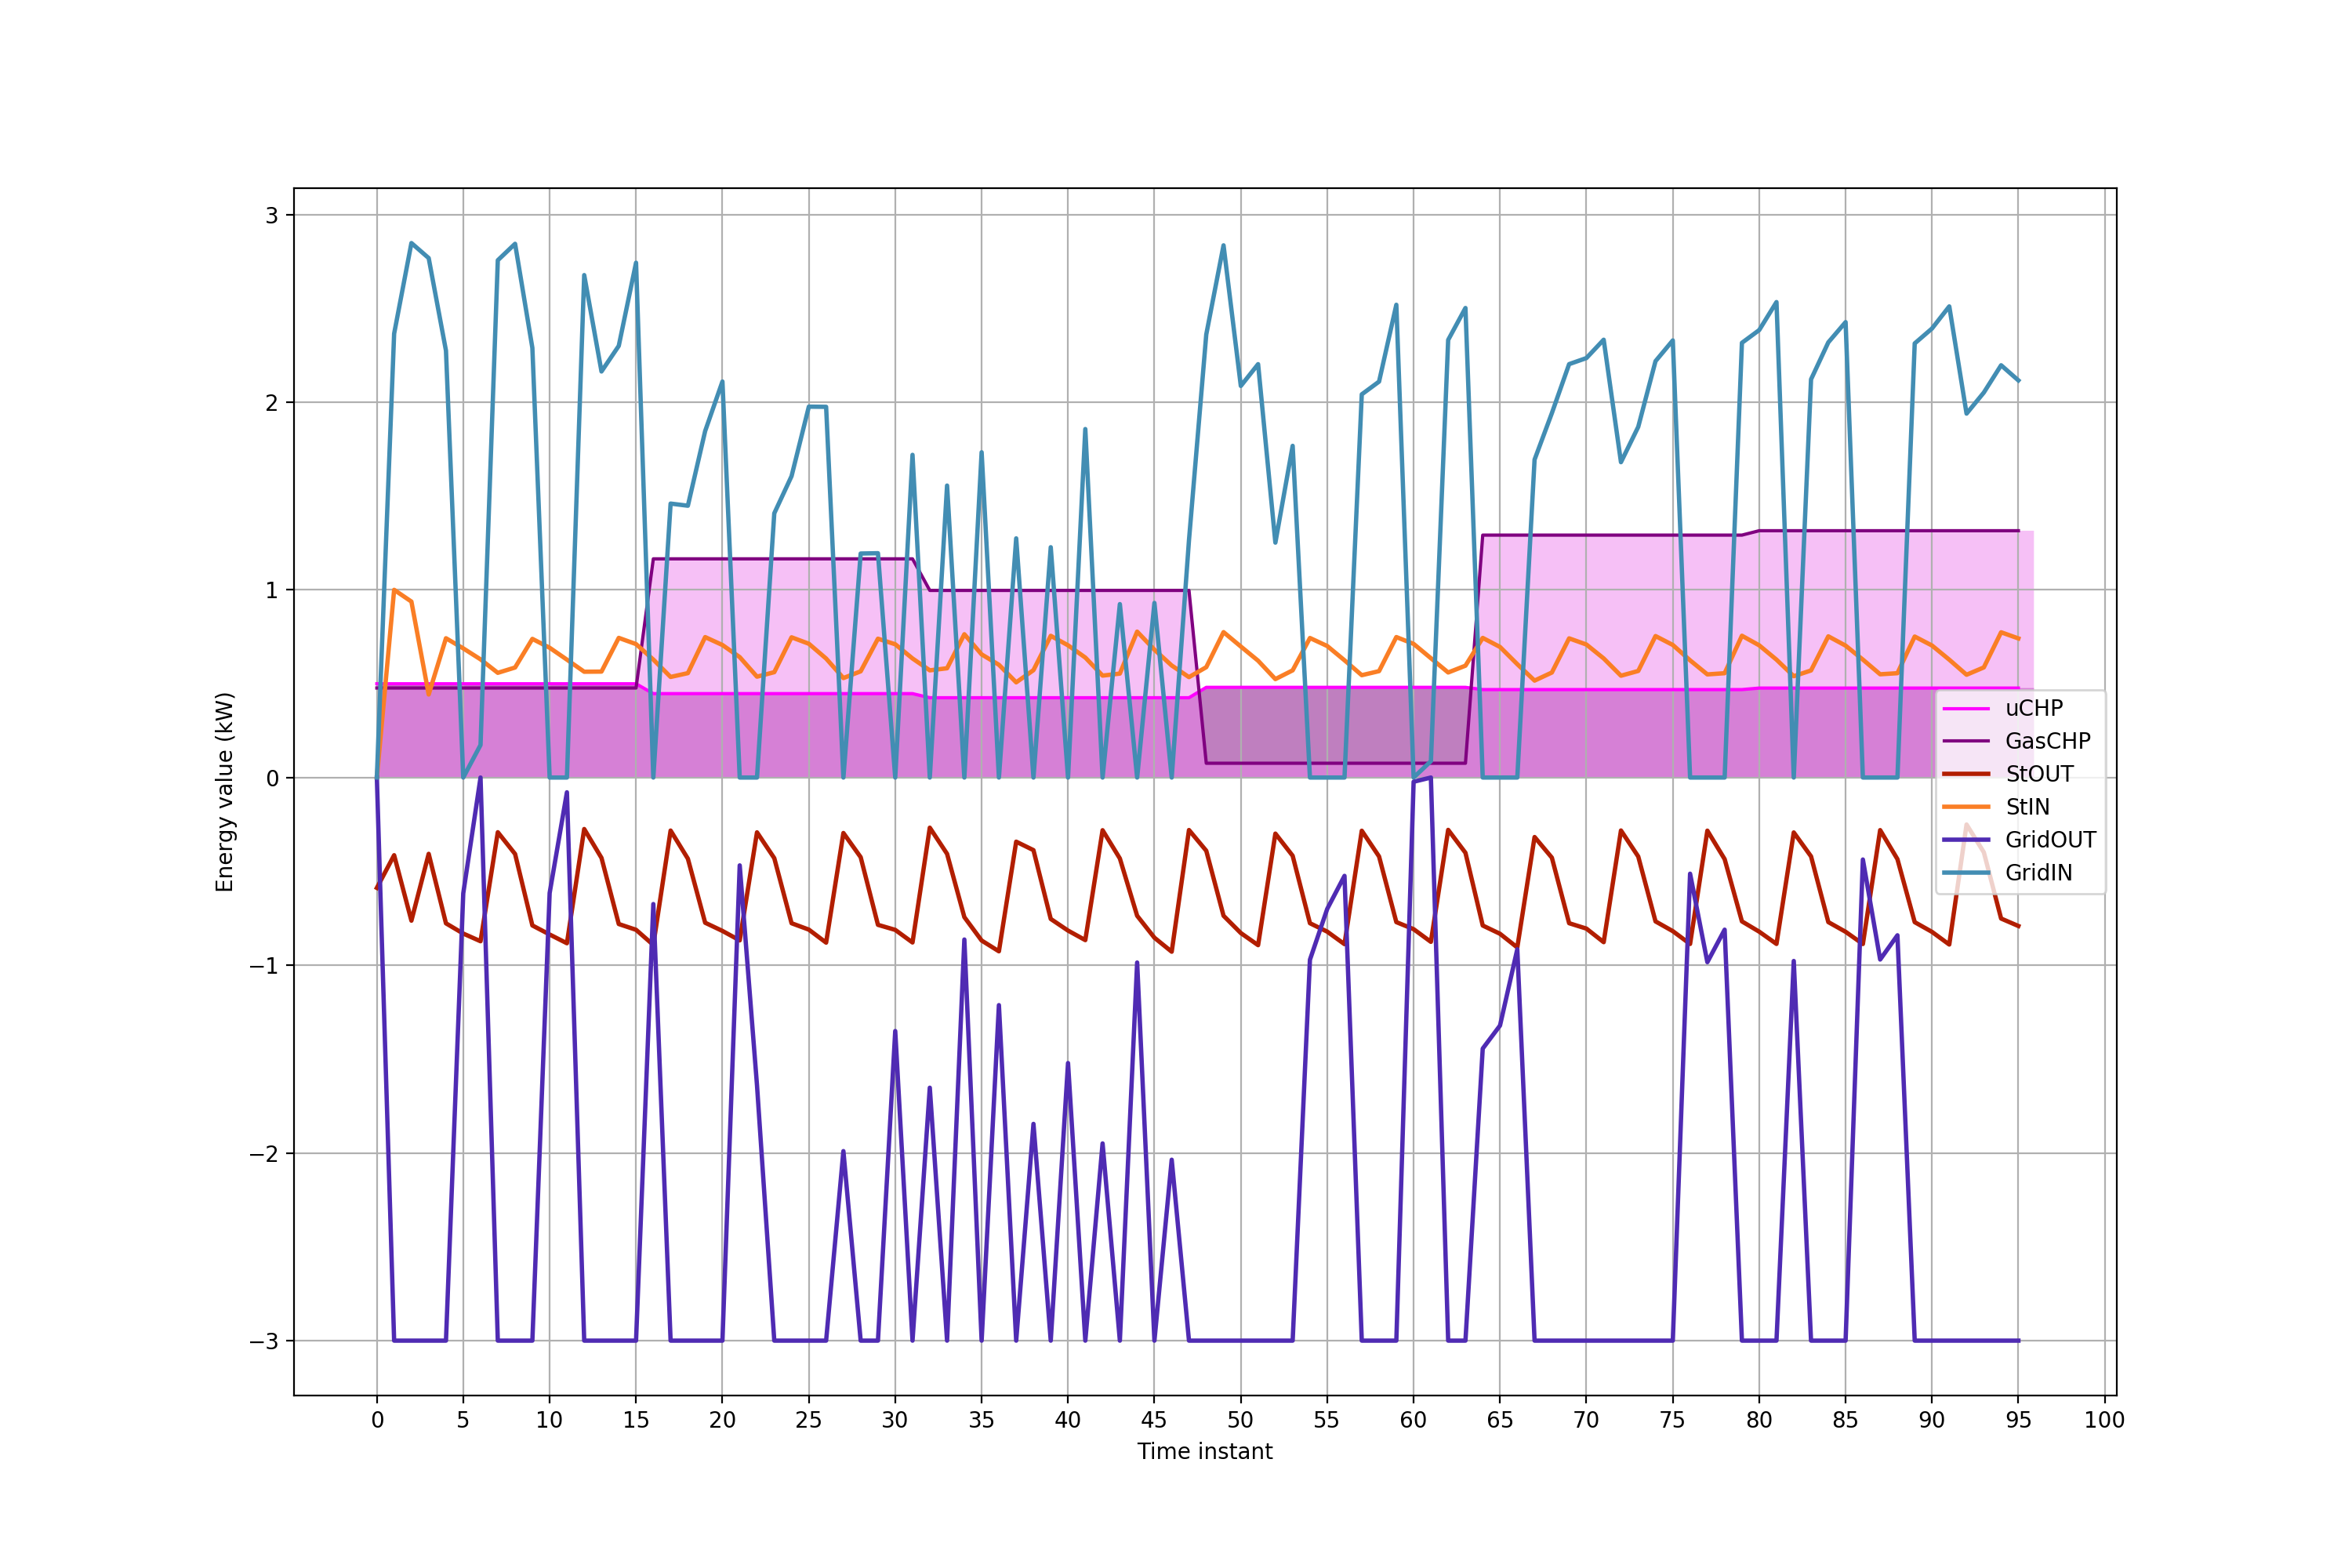 3
2
1
0
−1
−2
−3
Energy value (kW)
uCHP
GasCHP
StOUT
StIN
GridOUT
GridIN
0 5 10 15 20 25 30 35 40 45 50 55 60 65 70 75 80 85 90 95 100
Time instant